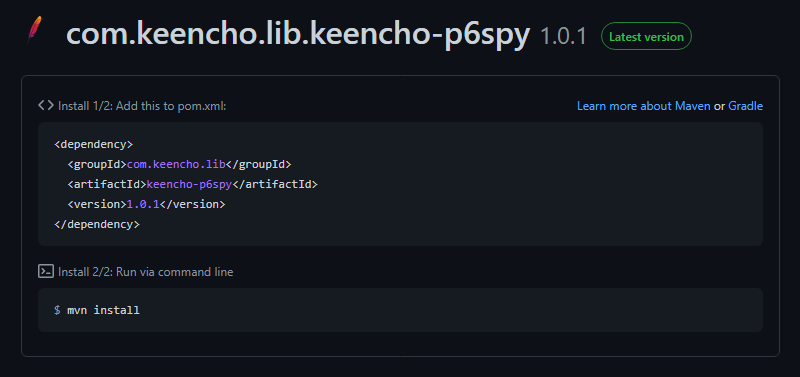 com.keencho.lib.keencho-p6spy 1.0.1 Latest version
Install 1/2: Add this to pom.xml: Learn more about Maven or Gradle
<dependency>
  <groupId>com.keencho.lib</groupId>
  <artifactId>keencho-p6spy</artifactId>
  <version>1.0.1</version>
</dependency>
Install 2/2: Run via command line
$ mvn install